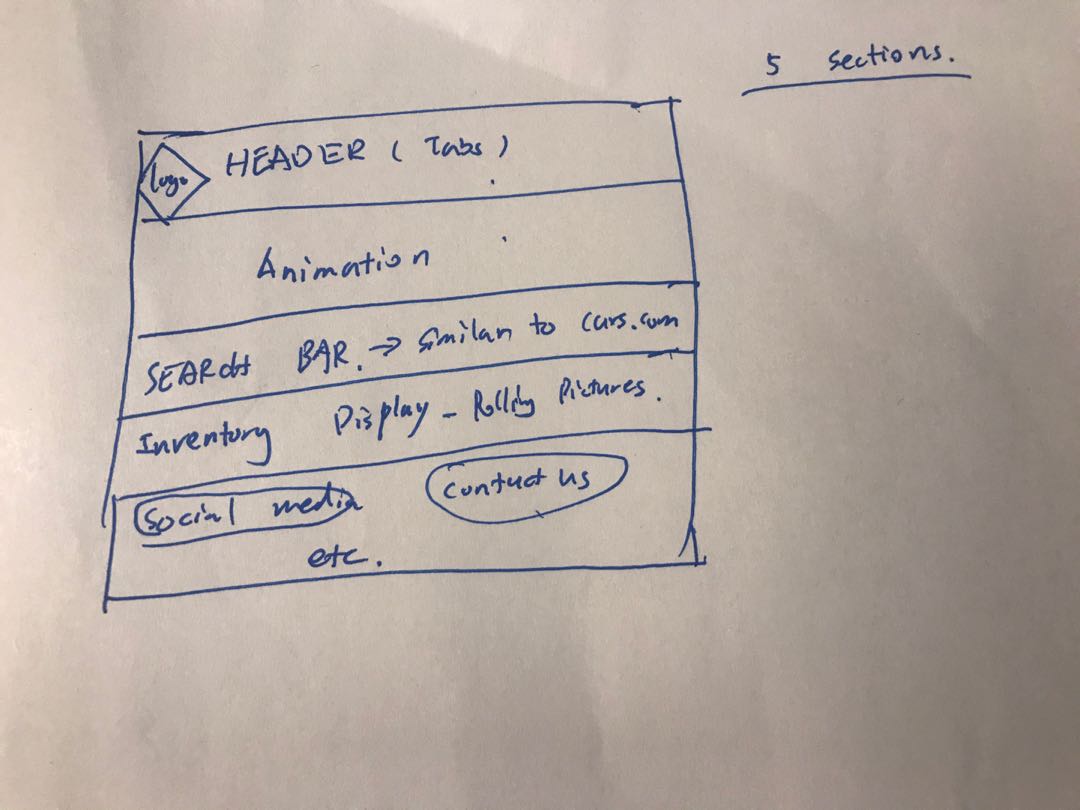 5 sections.
logo HEADER ( Tabs )
Animation
SEARCH BAR. → similar to cars.com
Inventory Display - Rolling Pictures.
Social media Contact us
etc.